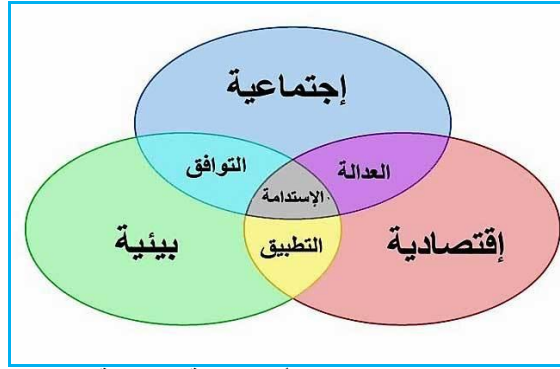 إجتماعية
التوافق
العدالة
الإستدامة
بيئية
التطبيق
إقتصادية